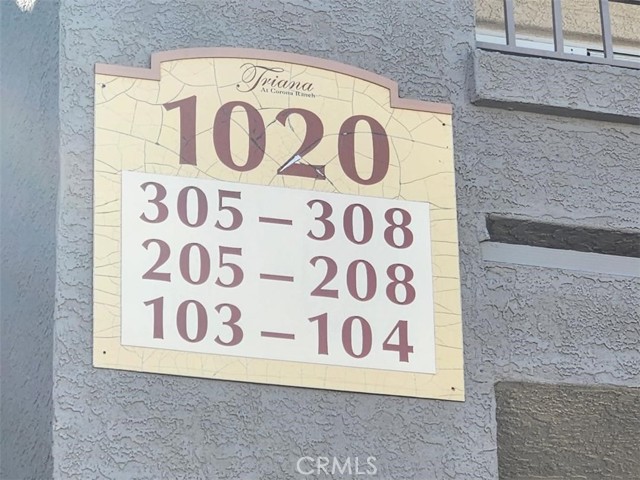 Triana
At Corona Ranch
1020
305 – 308
205 – 208
103 – 104
CRMLS